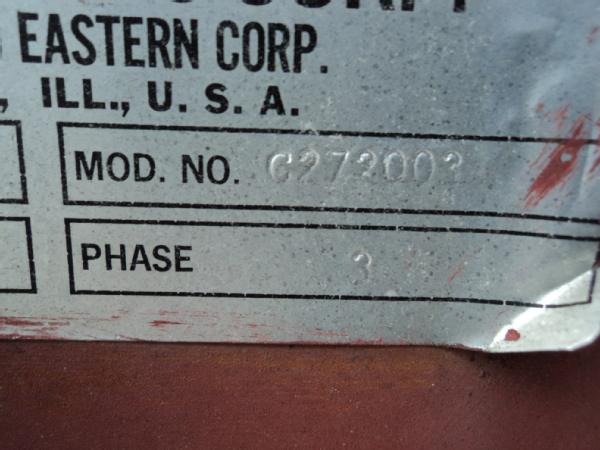 EASTERN CORP.
, ILL., U. S. A.
MOD. NO. C273003
PHASE 3